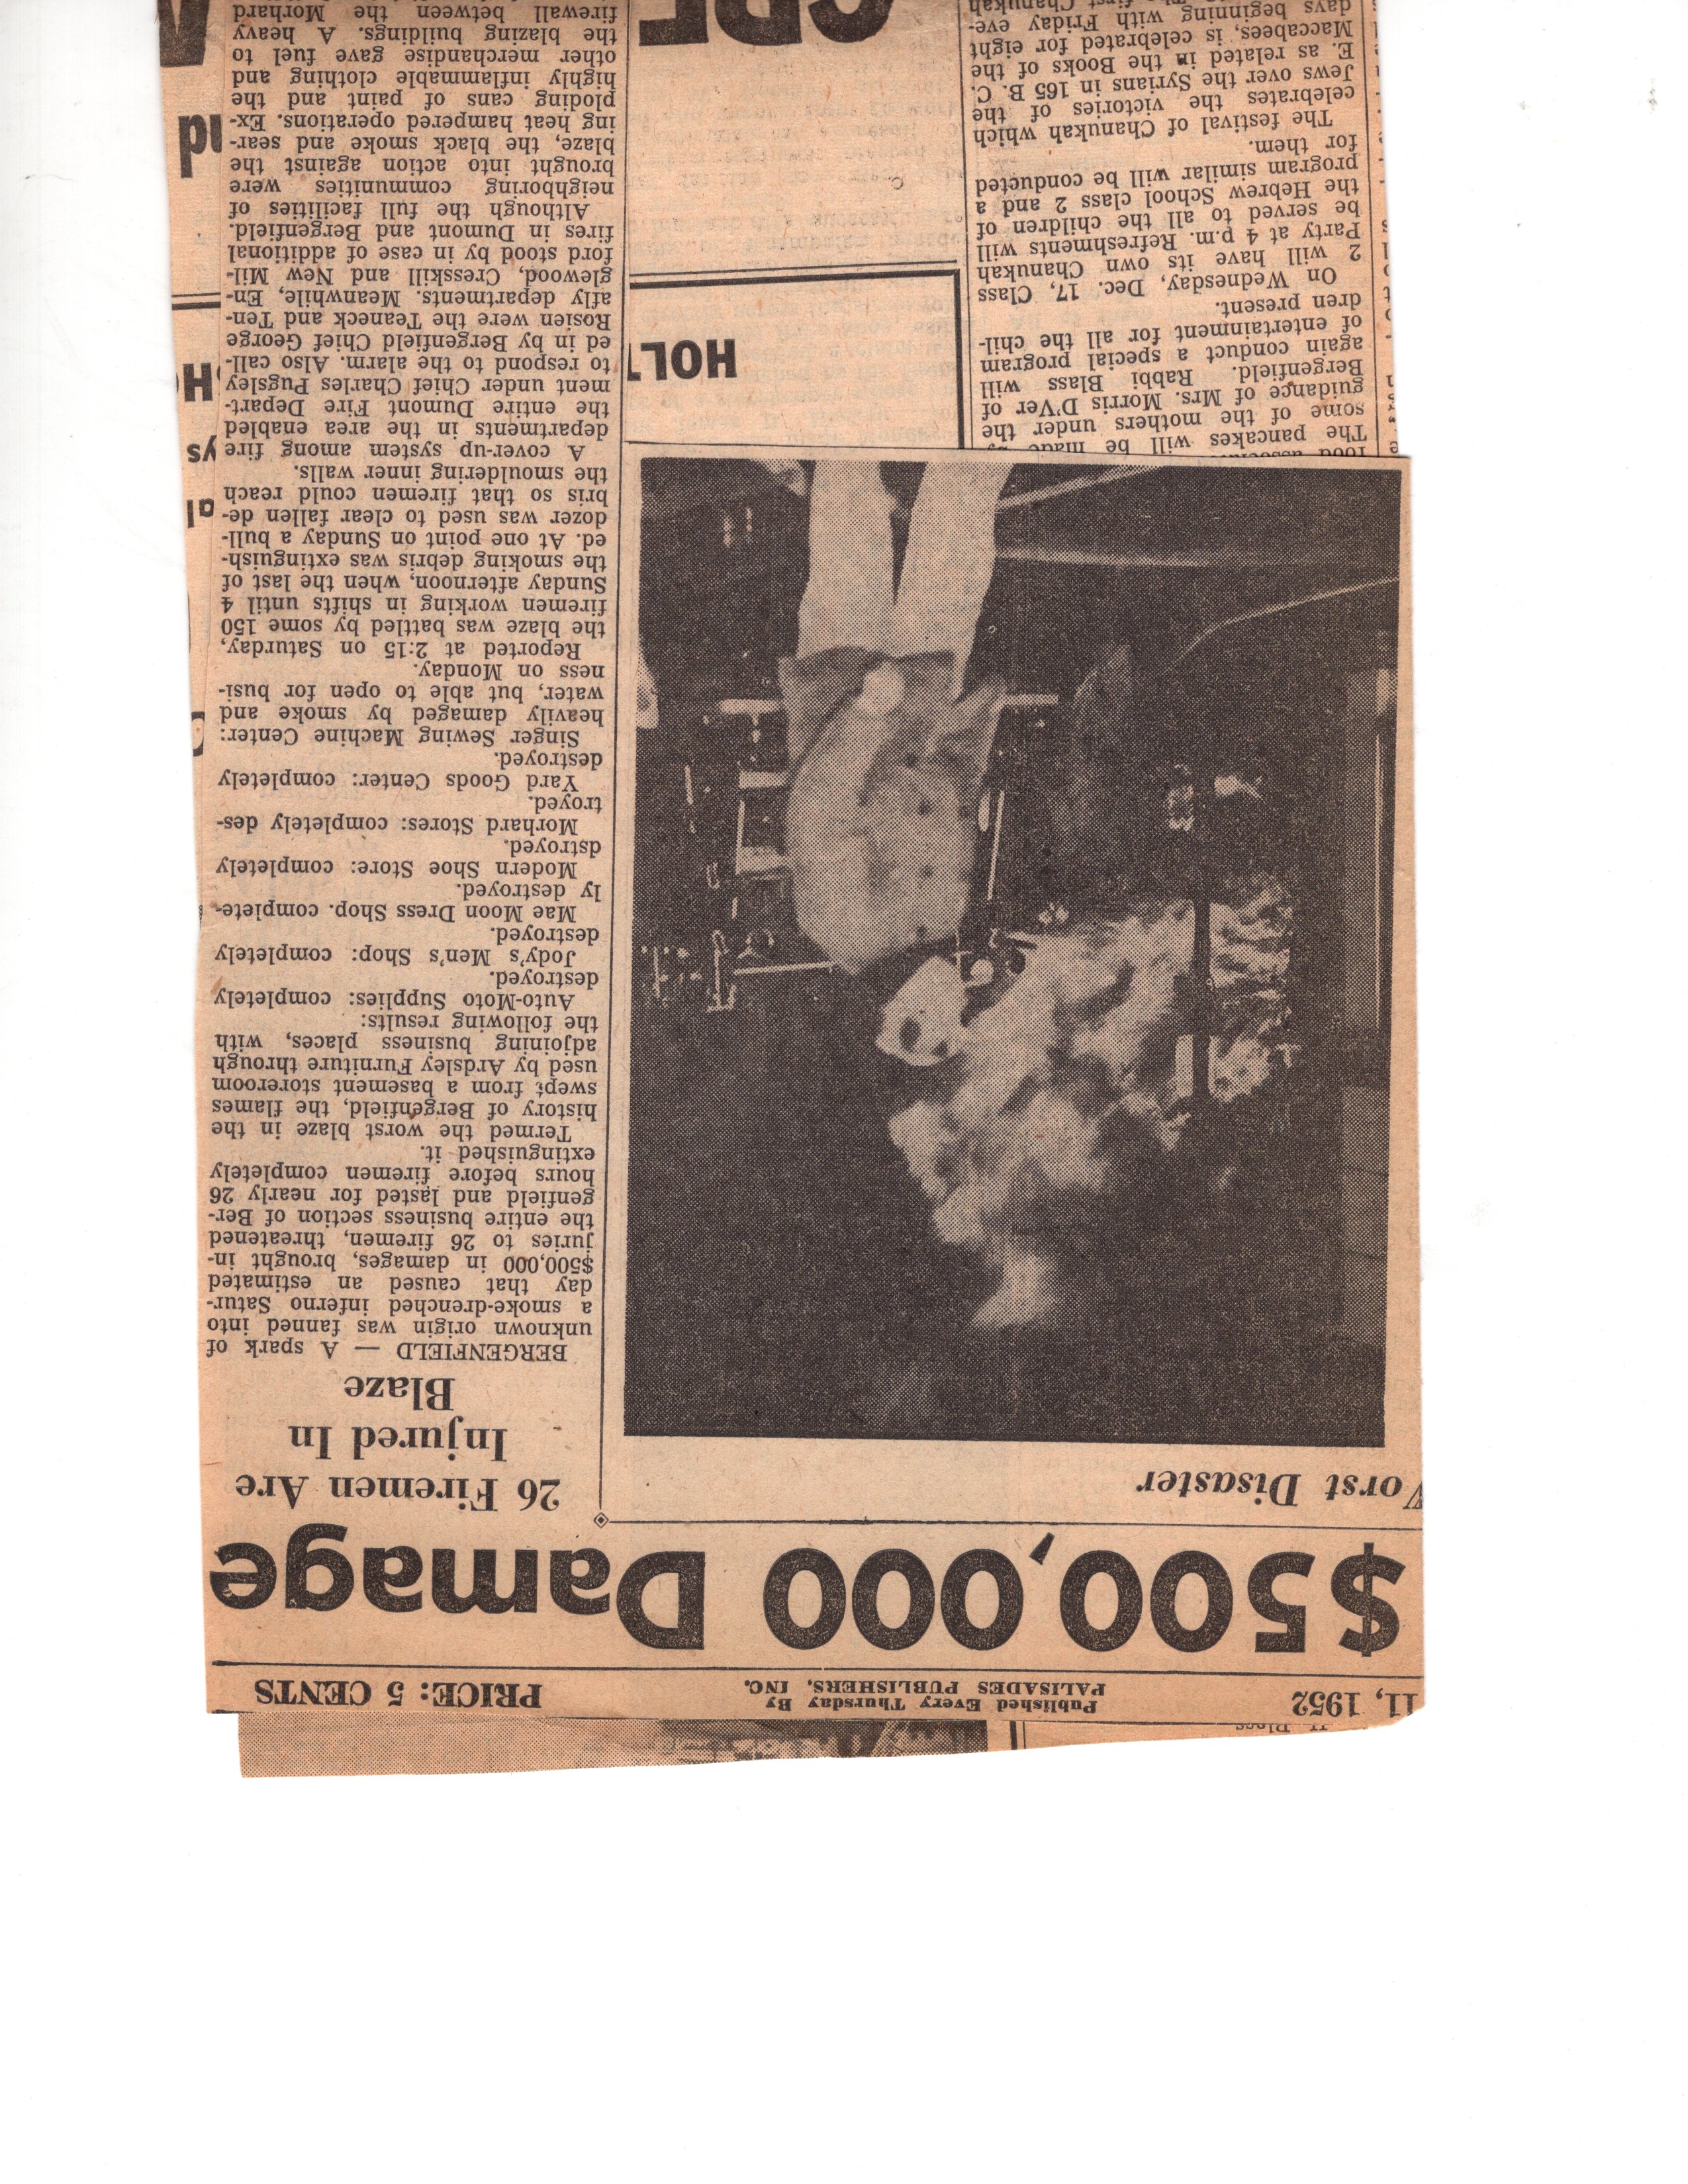 11, 1952
Published Every Thursday By
PALISADES PUBLISHERS, INC.
PRICE: 5 CENTS
$500,000 Damage
Worst Disaster
26 Firemen Are
Injured In
Blaze
BERGENFIELD — A spark of
unknown origin was fanned into
a smoke-drenched inferno Satur-
day that caused an estimated
$500,000 in damages, brought in-
juries to 26 firemen, threatened
the entire business section of Ber-
genfield and lasted for nearly 26
hours before firemen completely
extinguished it.
Termed the worst blaze in the
history of Bergenfield, the flames
swept from a basement storeroom
used by Ardsley Furniture through
adjoining business places, with
the following results:
Auto-Moto Supplies: completely
destroyed.
Jody's Men's Shop: completely
destroyed.
Mae Moon Dress Shop. complete-
ly destroyed.
Modern Shoe Store: completely
dstroyed.
Morhard Stores: completely des-
troyed.
Yard Goods Center: completely
destroyed.
Singer Sewing Machine Center:
heavily damaged by smoke and
water, but able to open for busi-
ness on Monday.
Reported at 2:15 on Saturday,
the blaze was battled by some 150
firemen working in shifts until 4
Sunday afternoon, when the last of
the smoking debris was extinguish-
ed. At one point on Sunday a bull-
dozer was used to clear fallen de-
bris so that firemen could reach
the smouldering inner walls.
A cover-up system among fire
departments in the area enabled
the entire Dumont Fire Depart-
ment under Chief Charles Pugsley
to respond to the alarm. Also call-
ed in by Bergenfield Chief George
Rosien were the Teaneck and Ten-
afly departments. Meanwhile, En-
glewood, Cresskill and New Mil-
ford stood by in case of additional
fires in Dumont and Bergenfield.
Although the full facilities of
neighboring communities were
brought into action against the
blaze, the black smoke and sear-
ing heat hampered operations. Ex-
ploding cans of paint and the
highly inflammable clothing and
other merchandise gave fuel to
the blazing buildings. A heavy
firewall between the Morhard
The pancakes will be made by
some of the mothers under the
guidance of Mrs. Morris D'Ver of
Bergenfield. Rabbi Blass will
again conduct a special program
of entertainment for all the chil-
dren present.
On Wednesday, Dec. 17, Class
2 will have its own Chanukah
Party at 4 p.m. Refreshments will
be served to all the children of
the Hebrew School class 2 and a
program similar will be conducted
for them.
The festival of Chanukah which
celebrates the victories of the
Jews over the Syrians in 165 B. C.
E. as related in the Books of the
Maccabees, is celebrated for eight
days beginning with Friday eve-
first Chanukah
HOL